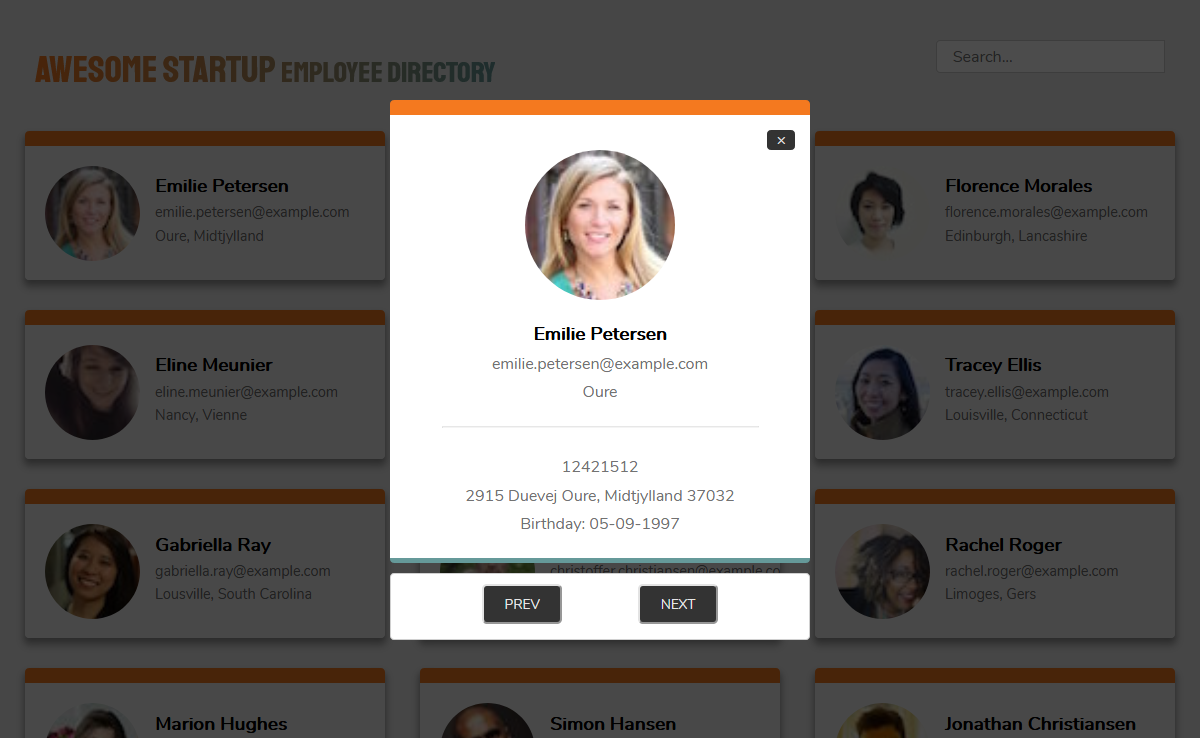 AWESOME STARTUP EMPLOYEE DIRECTORY
Search...
Emilie Petersen
emilie.petersen@example.com
Oure, Midtjylland
Florence Morales
florence.morales@example.com
Edinburgh, Lancashire
×
Emilie Petersen
emilie.petersen@example.com
Oure
12421512
2915 Duevej Oure, Midtjylland 37032
Birthday: 05-09-1997
Eline Meunier
eline.meunier@example.com
Nancy, Vienne
Tracey Ellis
tracey.ellis@example.com
Louisville, Connecticut
Gabriella Ray
gabriella.ray@example.com
Lousville, South Carolina
christoffer.christiansen@example.co
PREV
NEXT
Rachel Roger
rachel.roger@example.com
Limoges, Gers
Marion Hughes
Simon Hansen
Jonathan Christiansen